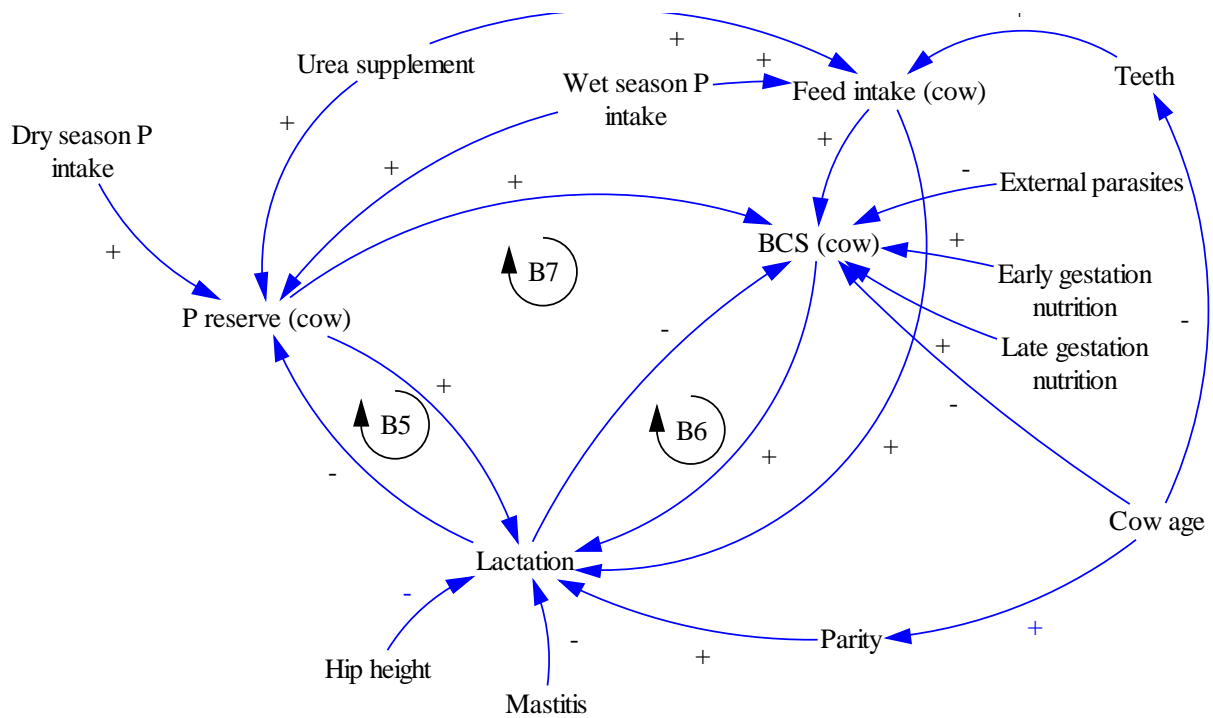 Urea supplement
+
Wet season P
intake
+
Feed intake (cow)
Teeth
Dry season P
intake
+
+
+
+
+
-
External parasites
BCS (cow)
+
Early gestation
nutrition
+
B7
P reserve (cow)
-
-
+
Late gestation
nutrition
+
-
B5
B6
+
+
-
Cow age
Lactation
-
-
+
+
Parity
Hip height
Mastitis